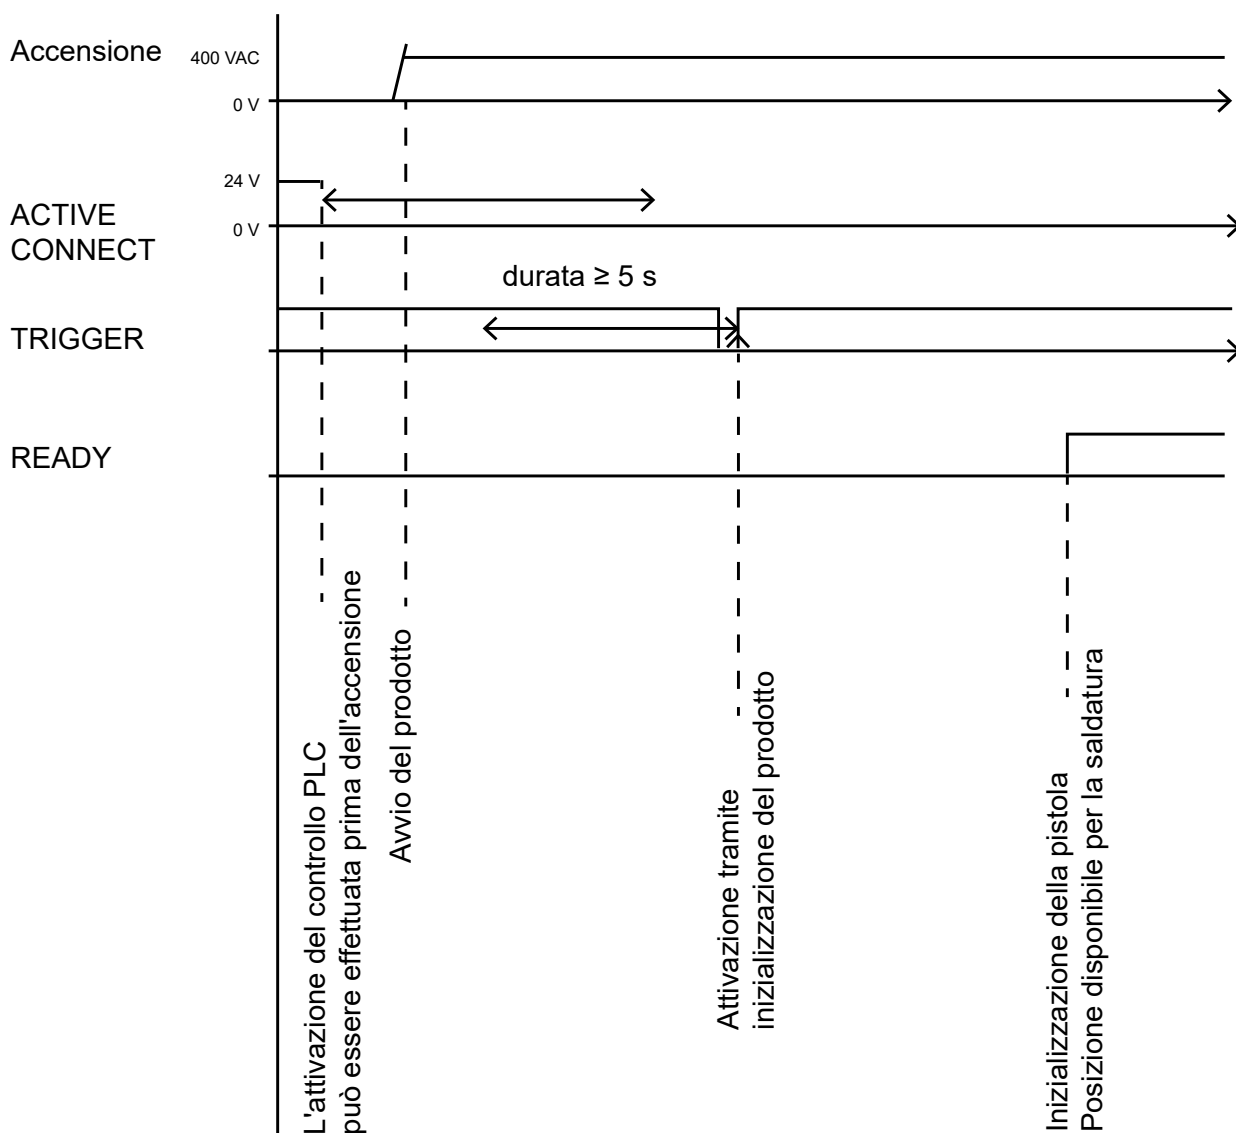 Accensione
400 VAC
0 V
24 V
ACTIVE
CONNECT
0 V
durata ≥ 5 s
TRIGGER
READY
L'attivazione del controllo PLC
può essere effettuata prima dell'accensione
Avvio del prodotto
Attivazione tramite
inizializzazione del prodotto
Inizializzazione della pistola
Posizione disponibile per la saldatura